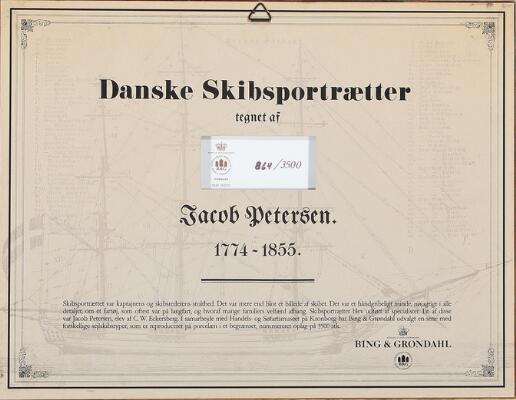 Danske Skibsportrætter
tegnet af
864/3500
Jacob Petersen.
1774 - 1855.
Skibsportrættet var kaptajnens og skibsrederens stolthed. Det var mere end blot et billede af skibet. Det var et håndgribeligt minde, nøjagtigt i alle
detaljer, om et fartøj, som oftest var på langfart, og hvoraf mange familiers velfærd afhang. Skibsportrætter blev udført af specialister. En af disse
var Jacob Petersen, elev af C. W. Eckersberg. I samarbejde med Handels- og Søfartsmuseet på Kronborg har Bing & Grøndahl udvalgt en serie med
forskellige sejlskibstyper, som er reproduceret på porcelæn i et begrænset, nummereret oplag på 3500 stk.
BING & GRØNDAHL